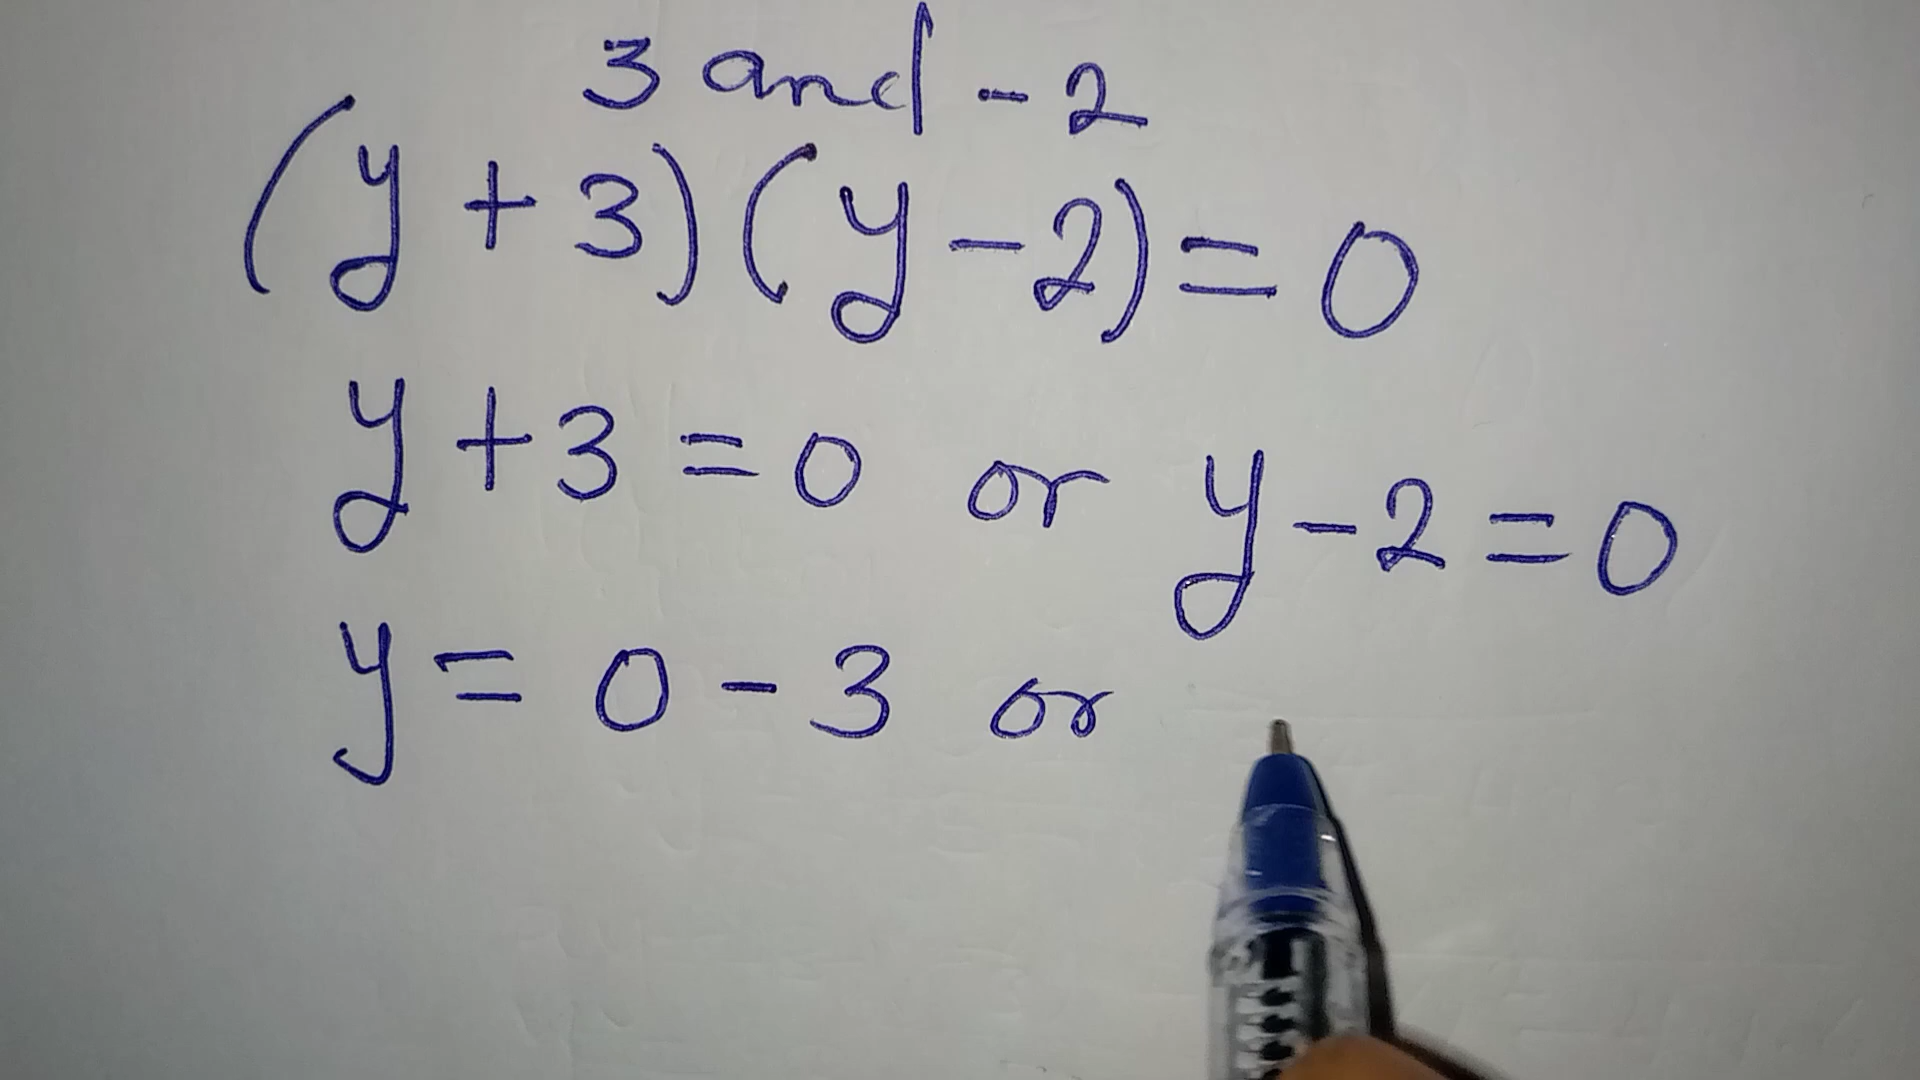 3 and - 2
(y + 3) (y - 2) = 0
y + 3 = 0 or y - 2 = 0
y = 0 - 3 or